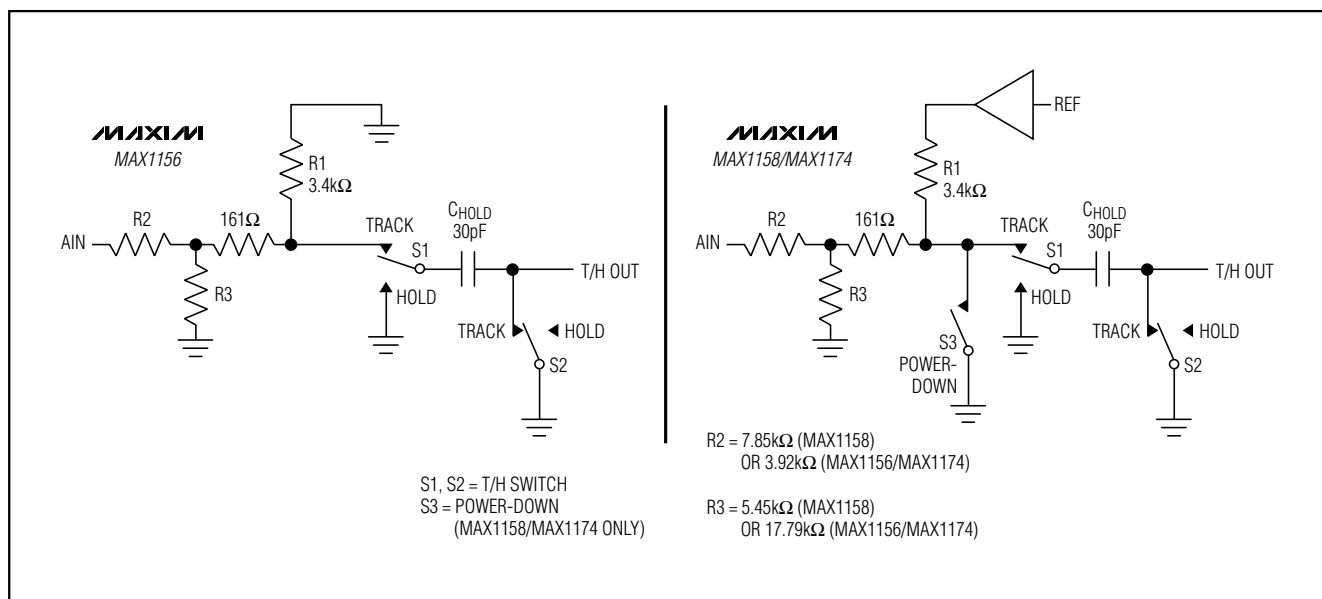 MAXIM
MAX1156
R1
3.4kΩ
R2
161Ω
AIN
R3
TRACK
S1
HOLD
CHOLD
30pF
T/H OUT
TRACK
HOLD
S2
S1, S2 = T/H SWITCH
S3 = POWER-DOWN
(MAX1158/MAX1174 ONLY)
MAXIM
MAX1158/MAX1174
REF
R1
3.4kΩ
R2
161Ω
AIN
R3
TRACK
S1
HOLD
CHOLD
30pF
T/H OUT
S3
POWER-
DOWN
TRACK
HOLD
S2
R2 = 7.85kΩ (MAX1158)
OR 3.92kΩ (MAX1156/MAX1174)
R3 = 5.45kΩ (MAX1158)
OR 17.79kΩ (MAX1156/MAX1174)